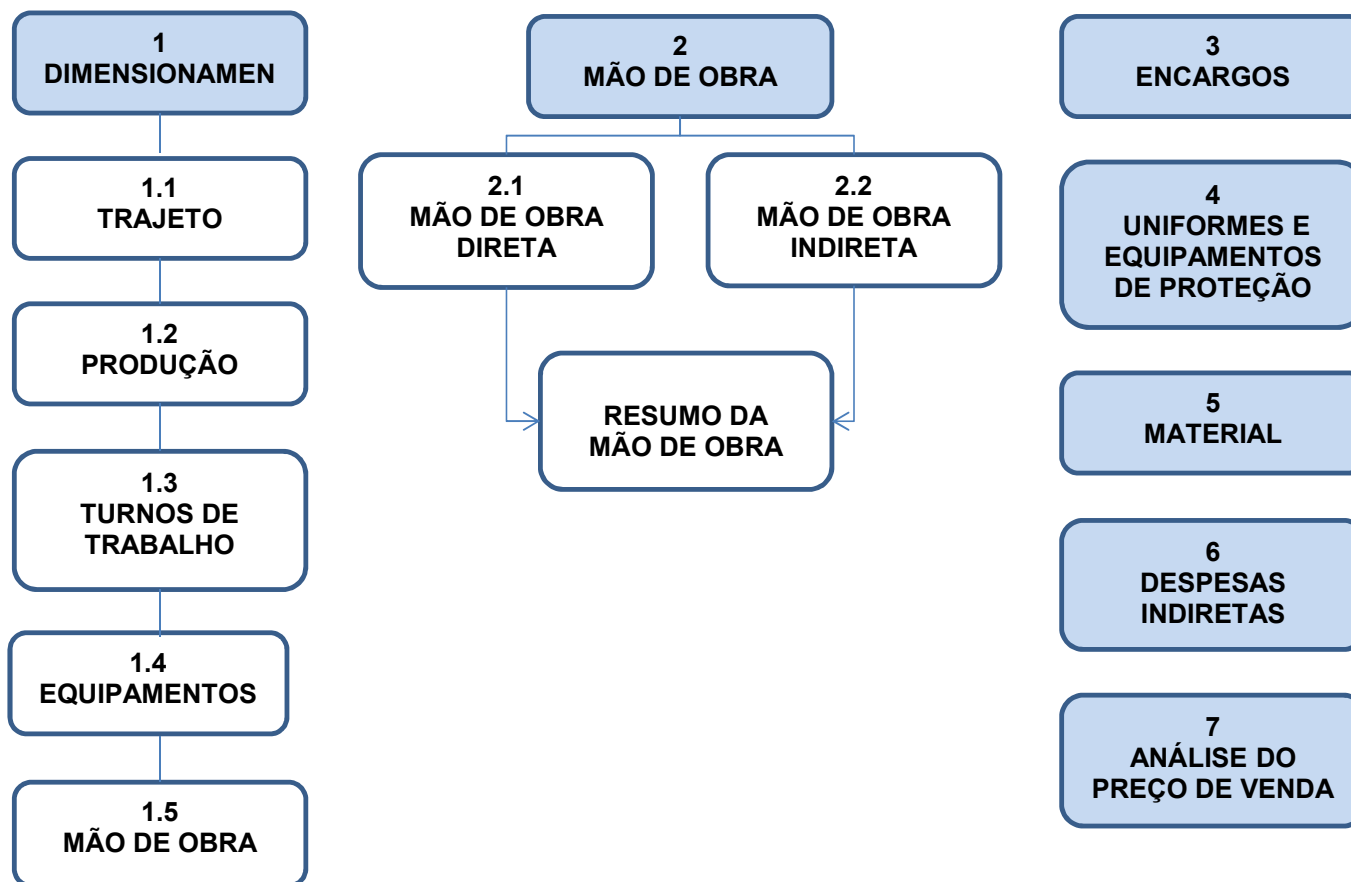 1
DIMENSIONAMEN
1.1
TRAJETO
1.2
PRODUÇÃO
1.3
TURNOS DE
TRABALHO
1.4
EQUIPAMENTOS
1.5
MÃO DE OBRA
2
MÃO DE OBRA
2.1
MÃO DE OBRA
DIRETA
2.2
MÃO DE OBRA
INDIRETA
RESUMO DA
MÃO DE OBRA
3
ENCARGOS
4
UNIFORMES E
EQUIPAMENTOS
DE PROTEÇÃO
5
MATERIAL
6
DESPESAS
INDIRETAS
7
ANÁLISE DO
PREÇO DE VENDA